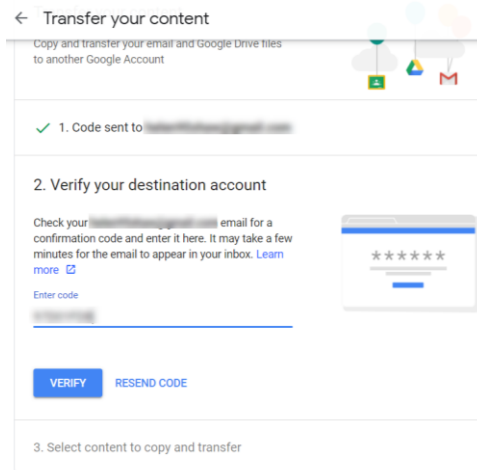 ← Transfer your content
Copy and transfer your email and Google Drive files
to another Google Account
✓ 1. Code sent to
2. Verify your destination account
Check your email for a
confirmation code and enter it here. It may take a few
minutes for the email to appear in your inbox. Learn
more
Enter code
******
VERIFY RESEND CODE
3. Select content to copy and transfer